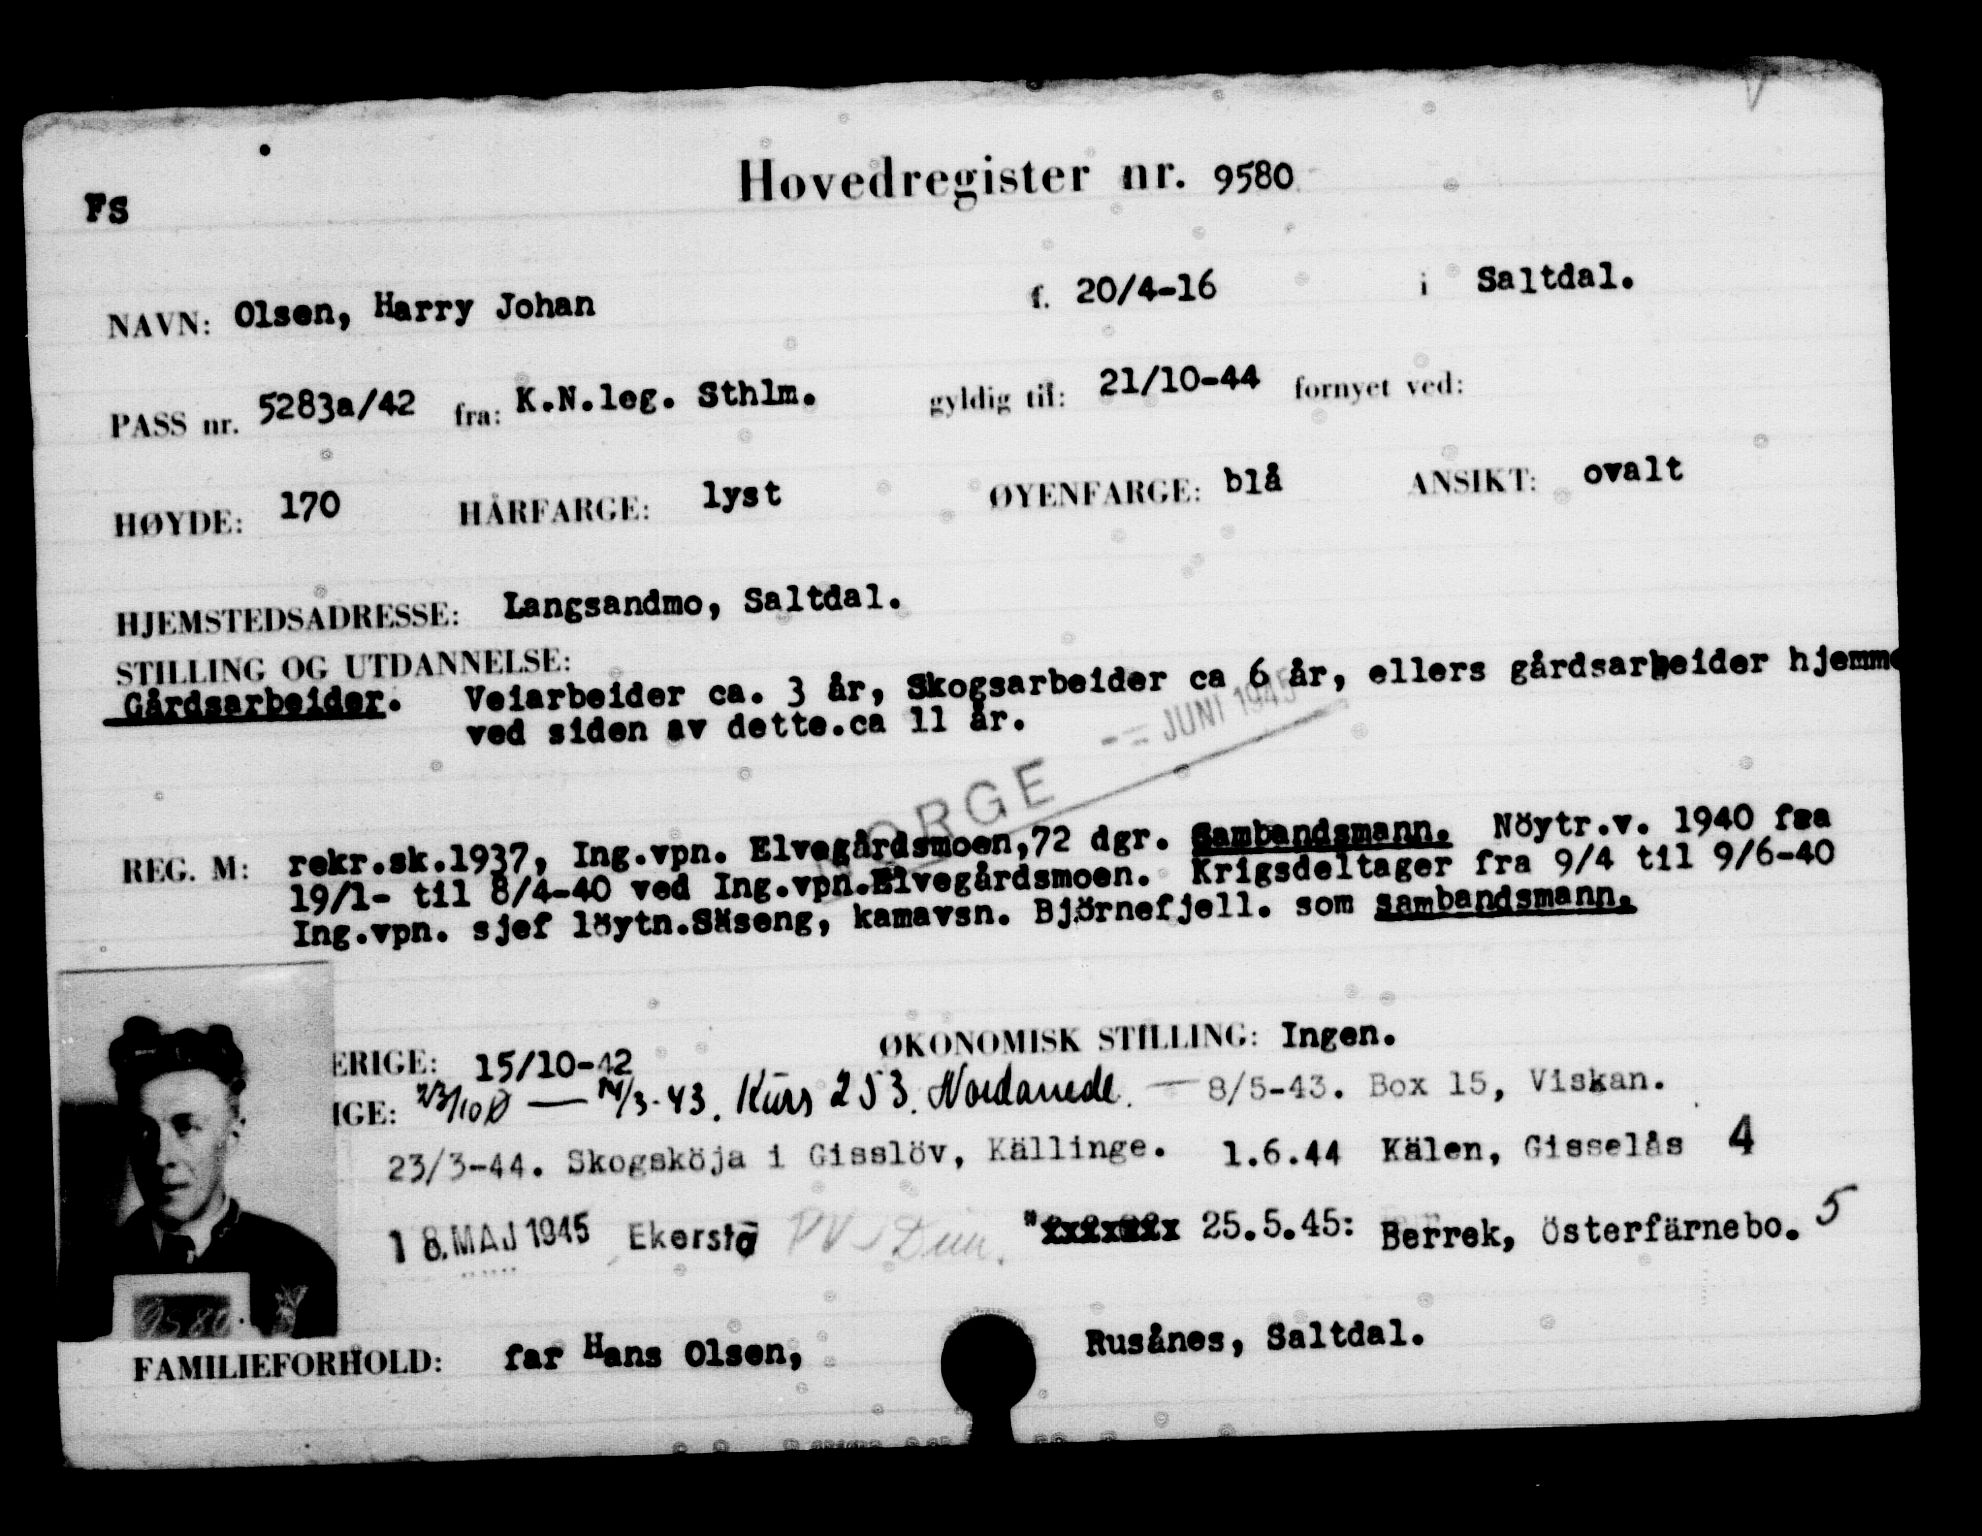 Hovedregister nr. 9580
Fs
NAVN: Olsen, Harry Johan f. 20/4-16 i Saltdal.
PASS nr. 5283a/42 fra: K.N.leg. Sthlm. gyldig til: 21/10-44 fornyet ved:
HØYDE: 170 HÅRFARGE: lyst ØYENFARGE: blå ANSIKT: ovalt
HJEMSTEDSADRESSE: Langsandmo, Saltdal.
STILLING OG UTDANNELSE:
Gårdsarbeider. Veiarbeider ca. 3 år, Skogsarbeider ca 6 år, ellers gårdsarbeider hjemme
ved siden av dette.ca 11 år.
NORGE -- JUNI 1945
REG. M: rekr.sk.1937, Ing.vpn. Elvegårdsmoen,72 dgr. Sambandsmann. Nöytr.v. 1940 fra
19/1- til 8/4-40 ved Ing.vpn.Elvegårdsmoen. Krigsdeltager fra 9/4 til 9/6-40
Ing.vpn. sjef löytn.Säseng, kamavsn. Björnefjell. som sambandsmann.
ERIGE: 15/10-42 ØKONOMISK STILLING: Ingen.
IGE: — 14/3-43. Kurs 253. — 8/5-43. Box 15, Viskan.
23/3-44. Skogsköja i Gisslöv, Källinge. 1.6.44 Kälen, Gisselås 4
18. MAJ 1945 Ekersta 25.5.45: Berrek, Österfärnebo. 5
9580.
FAMILIEFORHOLD: far Hans Olsen, Rusånes, Saltdal.